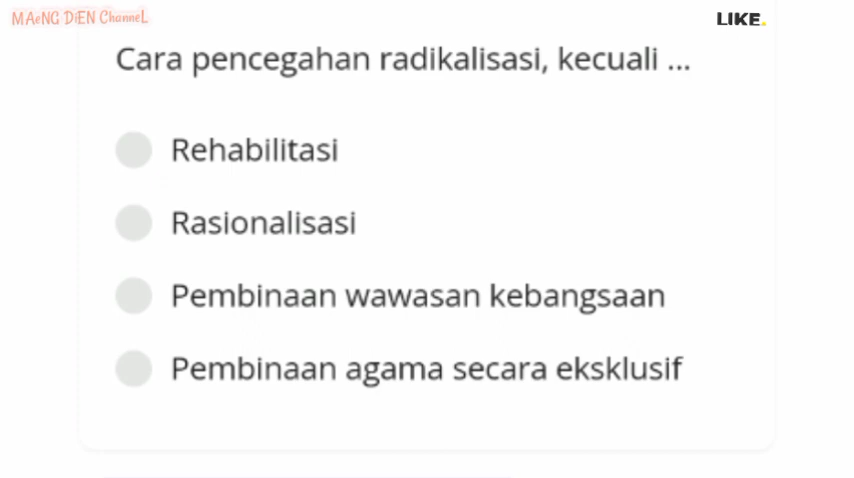 MAeNG DiEN ChanneL
LIKE.
Cara pencegahan radikalisasi, kecuali ...
Rehabilitasi
Rasionalisasi
Pembinaan wawasan kebangsaan
Pembinaan agama secara eksklusif